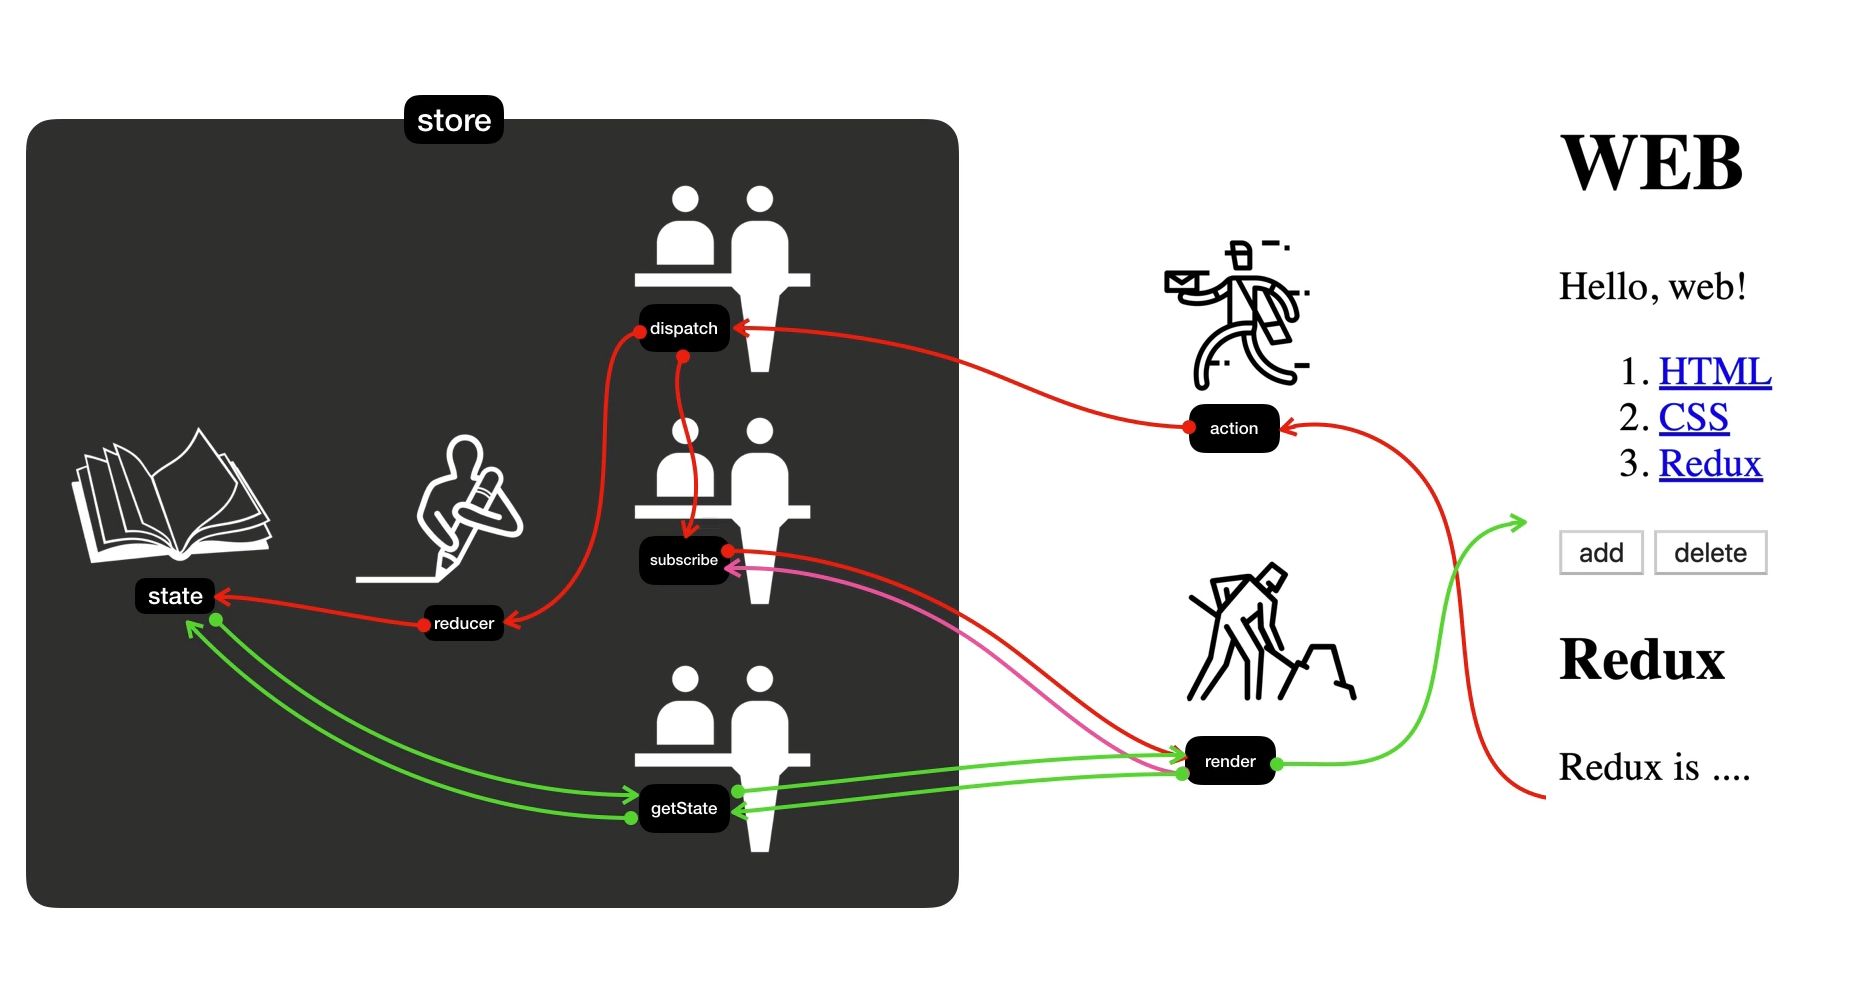 store
dispatch
subscribe
state
reducer
getState
action
render
WEB
Hello, web!
1. HTML
2. CSS
3. Redux
add delete
Redux
Redux is ....